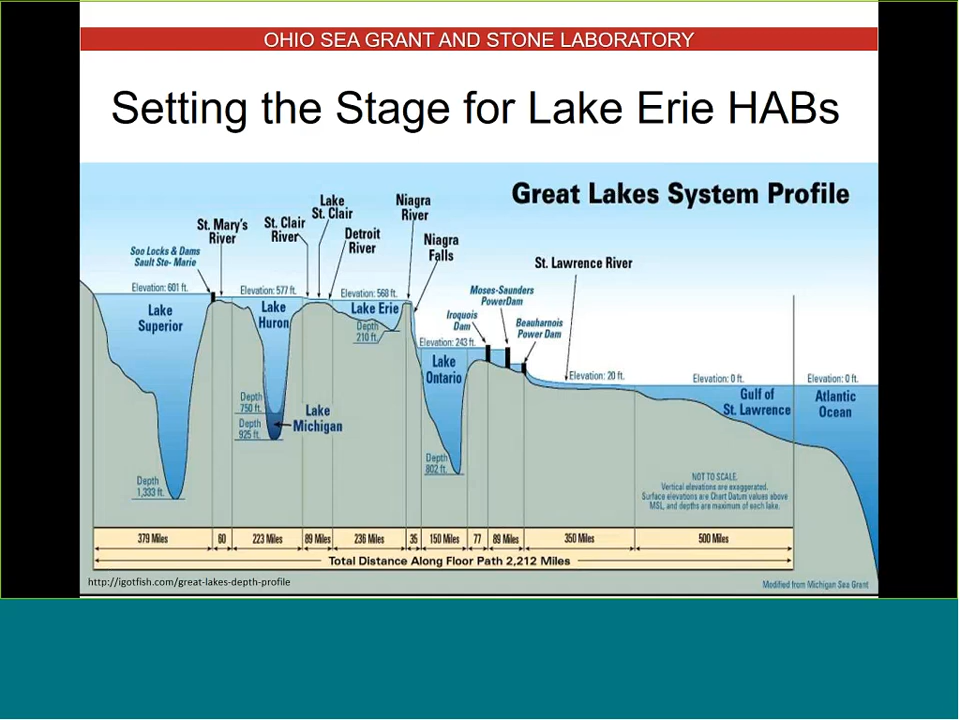 OHIO SEA GRANT AND STONE LABORATORY
Setting the Stage for Lake Erie HABs
Great Lakes System Profile
Soo Locks & Dams
Sault Ste- Marie
St. Mary's
River
St. Clair
River
Lake
St. Clair
Detroit
River
Niagra
River
Niagra
Falls
St. Lawrence River
Moses-Saunders
PowerDam
Iroquois
Dam
Beauharnois
Power Dam
Elevation: 601 ft.
Elevation: 577 ft.
Elevation: 568 ft.
Elevation: 243 ft.
Elevation: 20 ft.
Elevation: 0 ft.
Elevation: 0 ft.
Lake
Superior
Lake
Huron
Lake Erie
Depth
210 ft.
Lake
Ontario
Gulf of
St. Lawrence
Atlantic
Ocean
Depth
750 ft.
Depth
925 ft.
Lake
Michigan
Depth
802 ft.
Depth
1,333 ft.
NOT TO SCALE.
Vertical elevations are exaggerated.
Surface elevations are Chart Datum values above
MSL, and depths are maximum of each lake.
379 Miles 60 223 Miles 89 Miles 236 Miles 35 150 Miles 77 89 Miles 350 Miles 500 Miles
Total Distance Along Floor Path 2,212 Miles
http://igotfish.com/great-lakes-depth-profile
Modified from Michigan Sea Grant